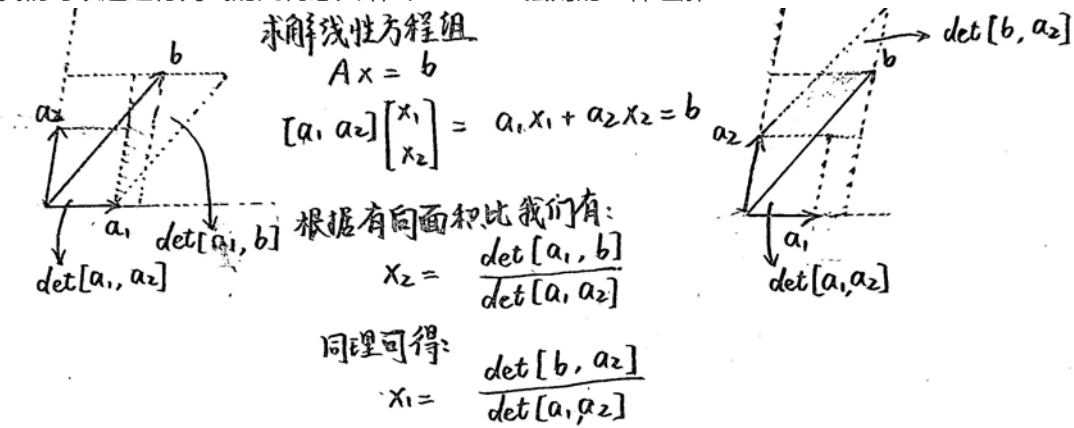 求解线性方程组
Ax = b
[a₁ a₂][x₁ x₂] = a₁x₁ + a₂x₂ = b
a₂
b
a₁
det[a₁, b]
det[a₁, a₂]
根据有向面积比我们有:
x₂ = det[a₁, b] / det[a₁ a₂]
同理可得:
x₁ = det[b, a₂] / det[a₁, a₂]
det[b, a₂]
b
a₂
a₁
det[a₁, a₂]